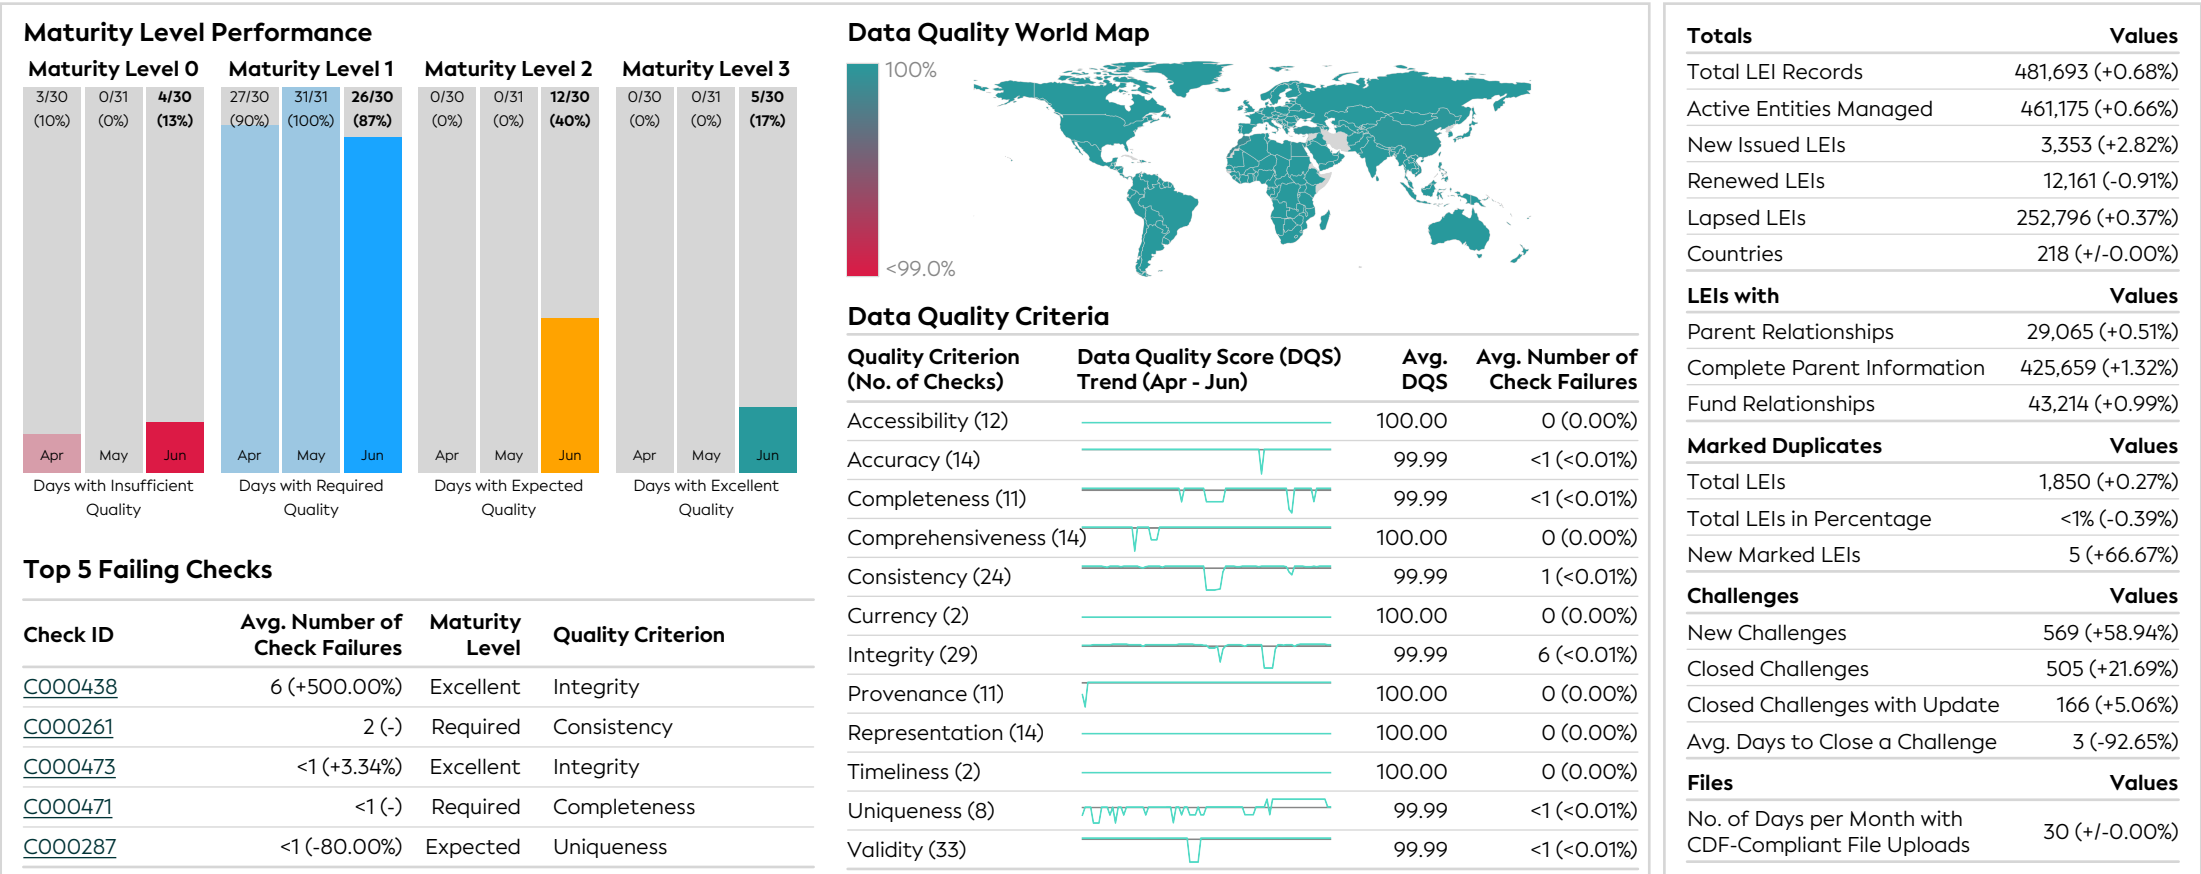 Maturity Level Performance
Maturity Level 0
Maturity Level 1
Maturity Level 2
Maturity Level 3
3/30 0/31 4/30
(10%) (0%) (13%)
Apr May Jun
Days with Insufficient
Quality
27/30 31/31 26/30
(90%) (100%) (87%)
Apr May Jun
Days with Required
Quality
0/30 0/31 12/30
(0%) (0%) (40%)
Apr May Jun
Days with Expected
Quality
0/30 0/31 5/30
(0%) (0%) (17%)
Apr May Jun
Days with Excellent
Quality
Top 5 Failing Checks
Check ID Avg. Number of Check Failures Maturity Level Quality Criterion
C000438 6 (+500.00%) Excellent Integrity
C000261 2 (-) Required Consistency
C000473 <1 (+3.34%) Excellent Integrity
C000471 <1 (-) Required Completeness
C000287 <1 (-80.00%) Expected Uniqueness
Data Quality World Map
100%
<99.0%
Data Quality Criteria
Quality Criterion (No. of Checks) Data Quality Score (DQS) Trend (Apr - Jun) Avg. DQS Avg. Number of Check Failures
Accessibility (12) 100.00 0 (0.00%)
Accuracy (14) 99.99 <1 (<0.01%)
Completeness (11) 99.99 <1 (<0.01%)
Comprehensiveness (14) 100.00 0 (0.00%)
Consistency (24) 99.99 1 (<0.01%)
Currency (2) 100.00 0 (0.00%)
Integrity (29) 99.99 6 (<0.01%)
Provenance (11) 100.00 0 (0.00%)
Representation (14) 100.00 0 (0.00%)
Timeliness (2) 100.00 0 (0.00%)
Uniqueness (8) 99.99 <1 (<0.01%)
Validity (33) 99.99 <1 (<0.01%)
Totals Values
Total LEI Records 481,693 (+0.68%)
Active Entities Managed 461,175 (+0.66%)
New Issued LEIs 3,353 (+2.82%)
Renewed LEIs 12,161 (-0.91%)
Lapsed LEIs 252,796 (+0.37%)
Countries 218 (+/-0.00%)
LEIs with Values
Parent Relationships 29,065 (+0.51%)
Complete Parent Information 425,659 (+1.32%)
Fund Relationships 43,214 (+0.99%)
Marked Duplicates Values
Total LEIs 1,850 (+0.27%)
Total LEIs in Percentage <1% (-0.39%)
New Marked LEIs 5 (+66.67%)
Challenges Values
New Challenges 569 (+58.94%)
Closed Challenges 505 (+21.69%)
Closed Challenges with Update 166 (+5.06%)
Avg. Days to Close a Challenge 3 (-92.65%)
Files Values
No. of Days per Month with
CDF-Compliant File Uploads 30 (+/-0.00%)